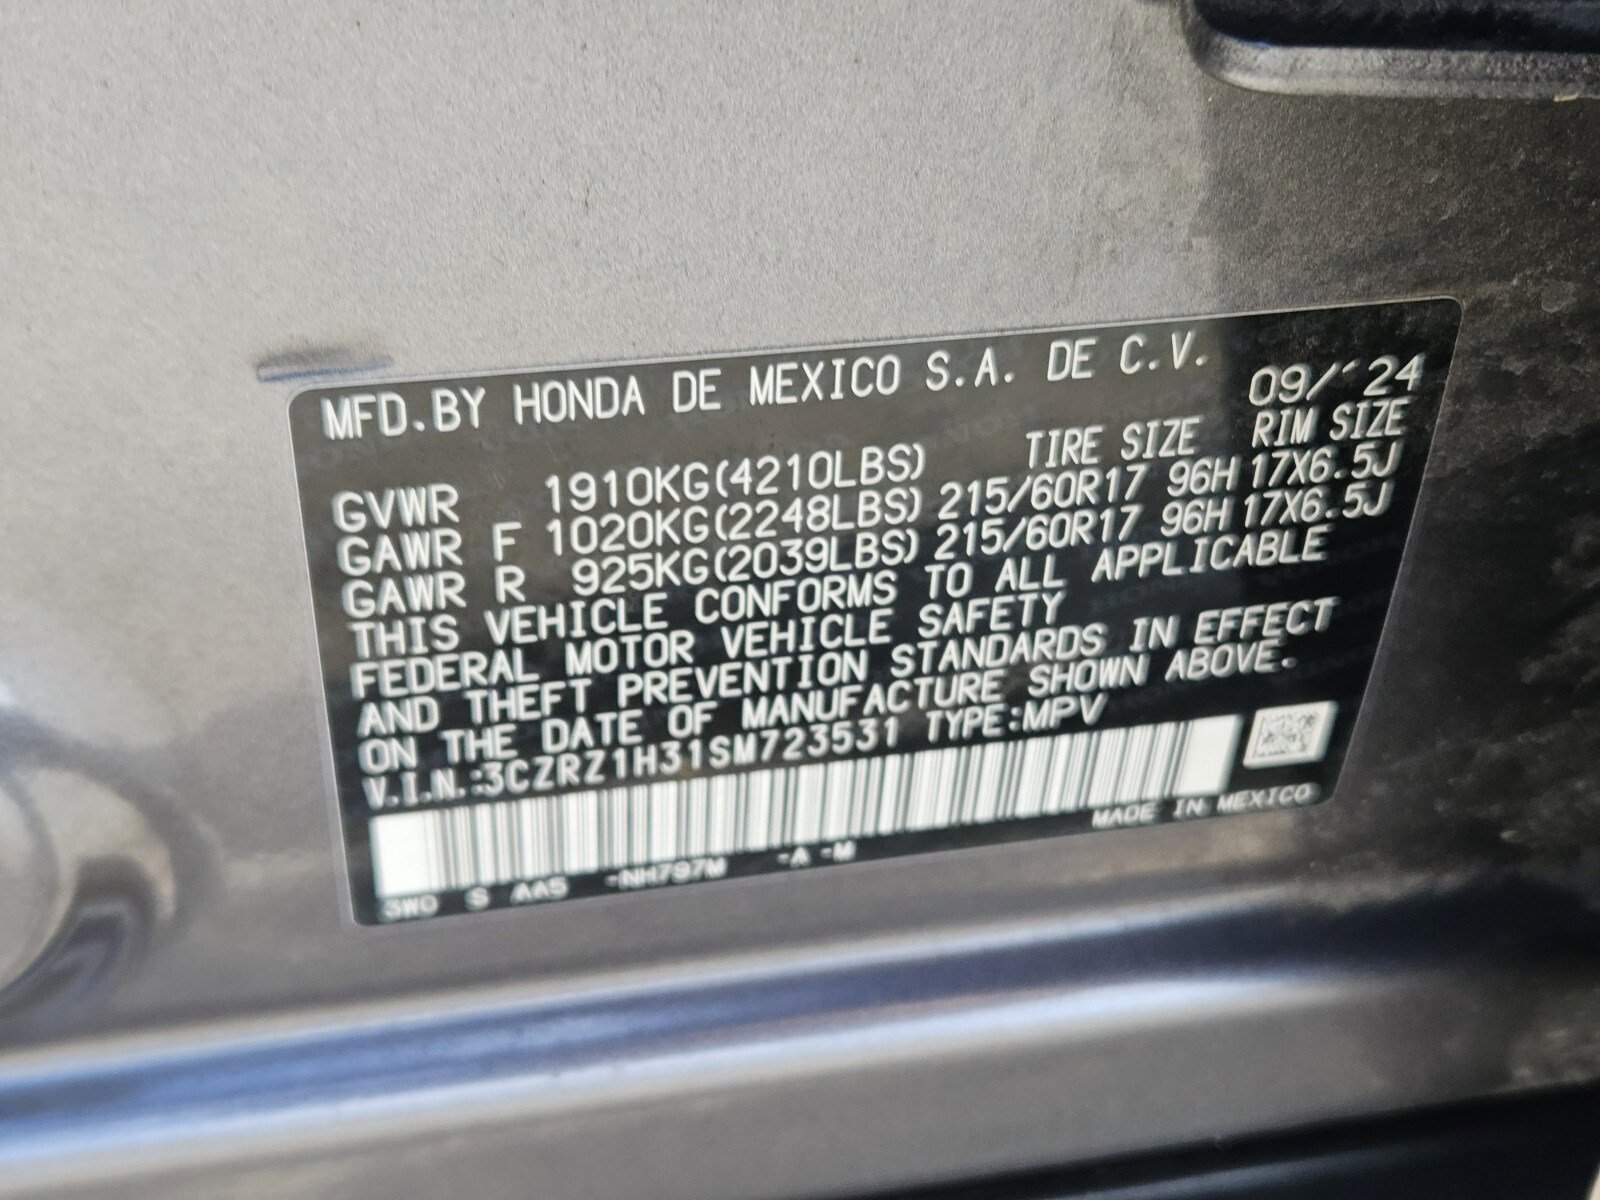 MFD.BY HONDA DE MEXICO S.A. DE C.V.
09/'24
TIRE SIZE RIM SIZE
GVWR 1910KG(4210LBS)
GAWR F 1020KG(2248LBS) 215/60R17 96H 17X6.5J
GAWR R 925KG(2039LBS) 215/60R17 96H 17X6.5J
THIS VEHICLE CONFORMS TO ALL APPLICABLE
FEDERAL MOTOR VEHICLE SAFETY
AND THEFT PREVENTION STANDARDS IN EFFECT
ON THE DATE OF MANUFACTURE SHOWN ABOVE.
V.I.N.:3CZRZ1H31SM723531 TYPE:MPV
MADE IN MEXICO
3W0 S AA5 -NH797M -A -M